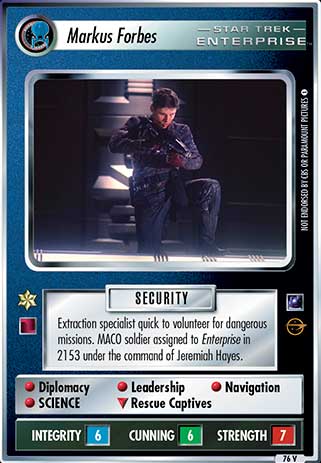 Markus Forbes
STAR TREK
ENTERPRISE™
NOT ENDORSED BY CBS OR PARAMOUNT PICTURES
SECURITY
Extraction specialist quick to volunteer for dangerous
missions. MACO soldier assigned to Enterprise in
2153 under the command of Jeremiah Hayes.
Diplomacy Leadership Navigation
SCIENCE Rescue Captives
INTEGRITY 6 CUNNING 6 STRENGTH 7
76 V